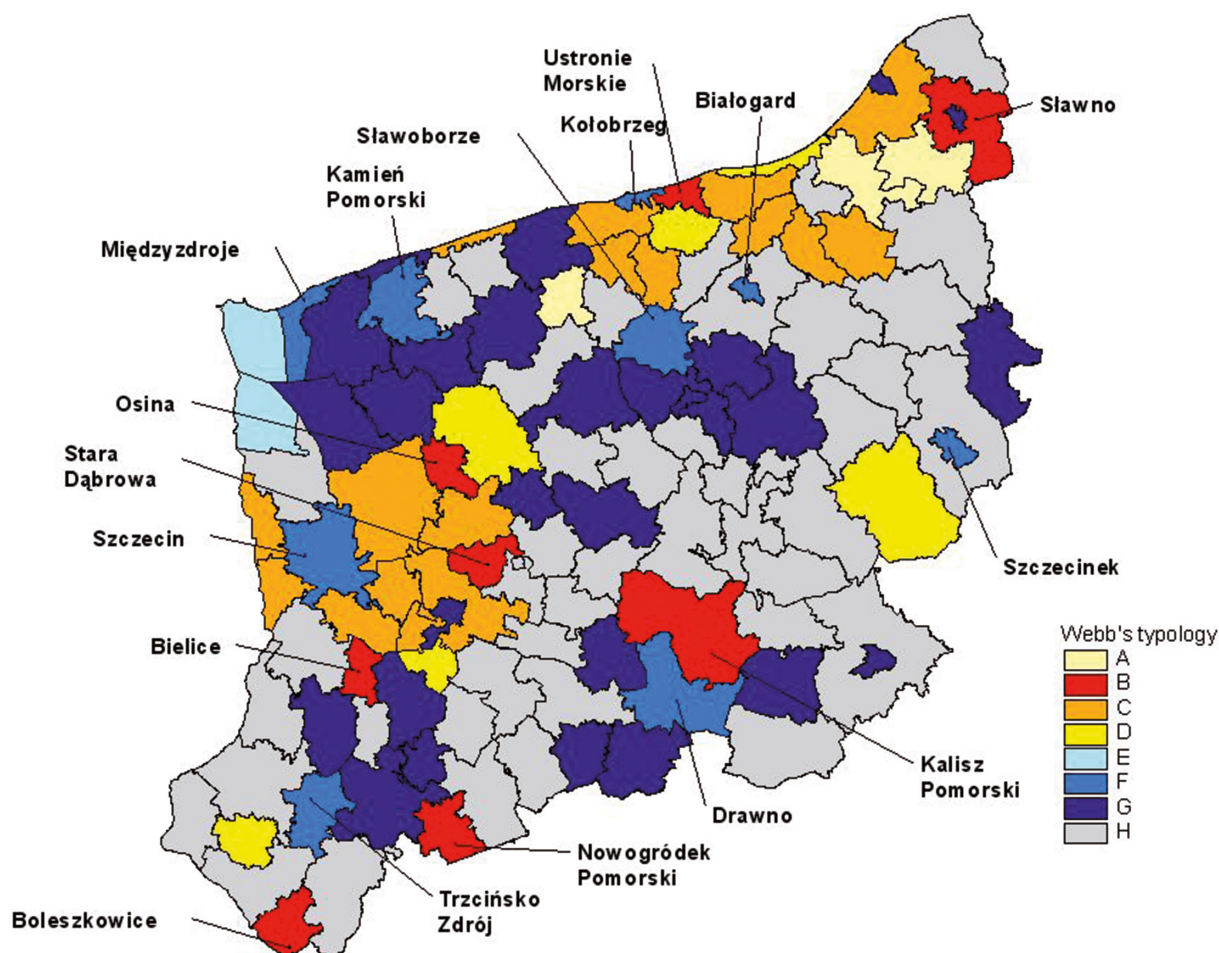 Ustronie
Morskie
Białogard
Sławno
Kołobrzeg
Sławoborze
Kamień
Pomorski
Międzyzdroje
Osina
Stara
Dąbrowa
Szczecin
Szczecinek
Bielice
Webb's typology
A
B
C
D
E
F
G
H
Kalisz
Pomorski
Drawno
Nowogródek
Pomorski
Trzcińsko
Zdrój
Boleszkowice